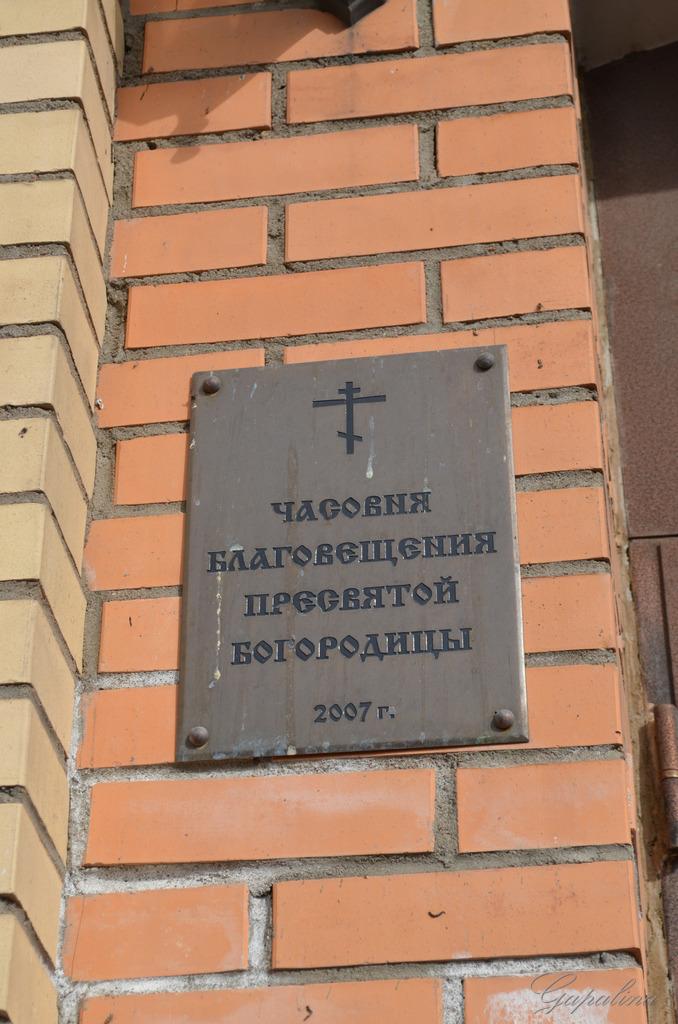 ЧАСОВНЯ
БЛАГОВЕЩЕНИЯ
ПРЕСВЯТОЙ
БОГОРОДИЦЫ
2007 г.
Gapalina